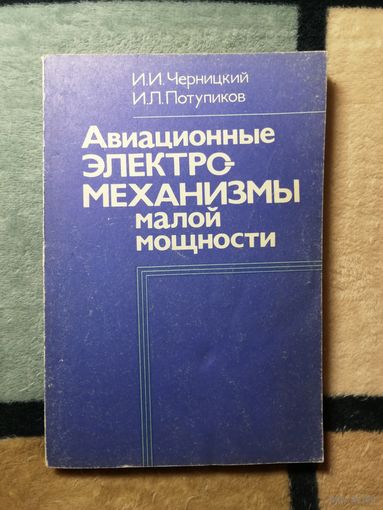 И.И. Черницкий
И.Л. Потупиков
Авиационные
ЭЛЕКТРО-
МЕХАНИЗМЫ
малой
мощности